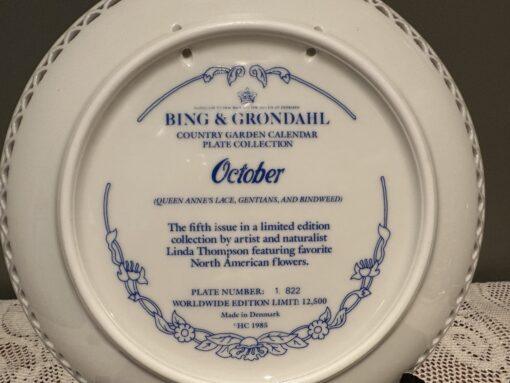 BING & GRØNDAHL
COUNTRY GARDEN CALENDAR
PLATE COLLECTION
October
(QUEEN ANNE'S LACE, GENTIANS, AND BINDWEED)
The fifth issue in a limited edition
collection by artist and naturalist
Linda Thompson featuring favorite
North American flowers.
PLATE NUMBER: 1 822
WORLDWIDE EDITION LIMIT: 12,500
Made in Denmark
©HC 1985